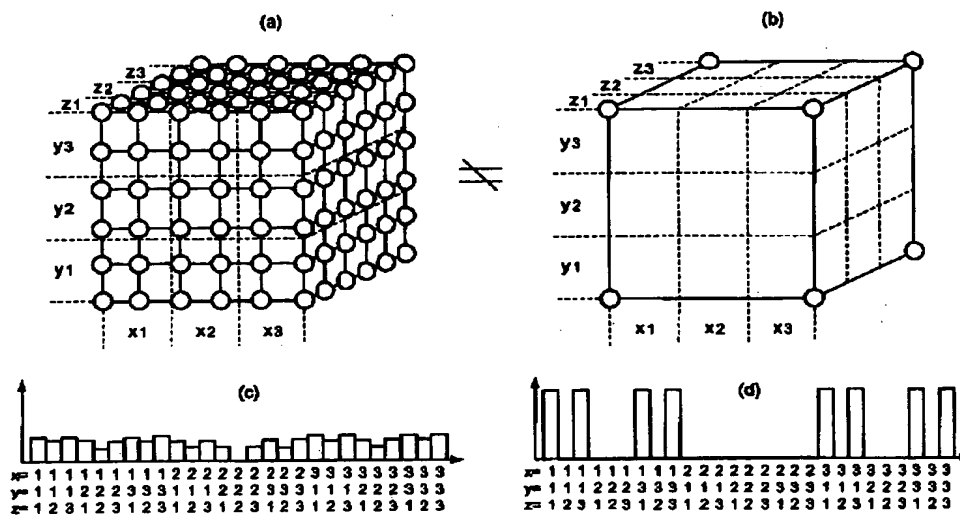 (a)
(b)
z3
z2
z1
y3
y2
y1
x1 x2 x3
z3
z2
z1
y3
y2
y1
x1 x2 x3
(c)
x= 1 1 1 1 1 1 1 1 1 2 2 2 2 2 2 2 2 2 3 3 3 3 3 3 3 3 3
y= 1 1 1 2 2 2 3 3 3 1 1 1 2 2 2 3 3 3 1 1 1 2 2 2 3 3 3
z= 1 2 3 1 2 3 1 2 3 1 2 3 1 2 3 1 2 3 1 2 3 1 2 3 1 2 3
(d)
x= 1 1 1 1 1 1 1 1 1 2 2 2 2 2 2 2 2 2 3 3 3 3 3 3 3 3 3
y= 1 1 1 2 2 2 3 3 3 1 1 1 2 2 2 3 3 3 1 1 1 2 2 2 3 3 3
z= 1 2 3 1 2 3 1 2 3 1 2 3 1 2 3 1 2 3 1 2 3 1 2 3 1 2 3